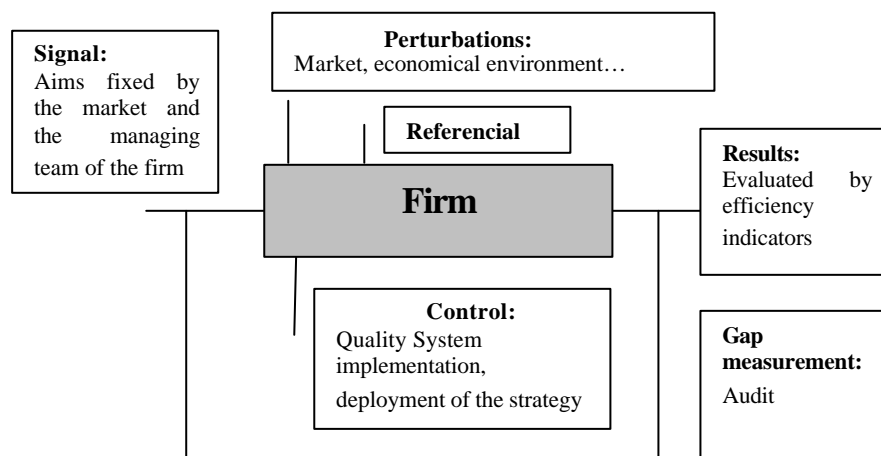 Signal:
Aims fixed by
the market and
the managing
team of the firm
Perturbations:
Market, economical environment…
Referencial
Firm
Results:
Evaluated by
efficiency
indicators
Control:
Quality System
implementation,
deployment of the strategy
Gap
measurement:
Audit